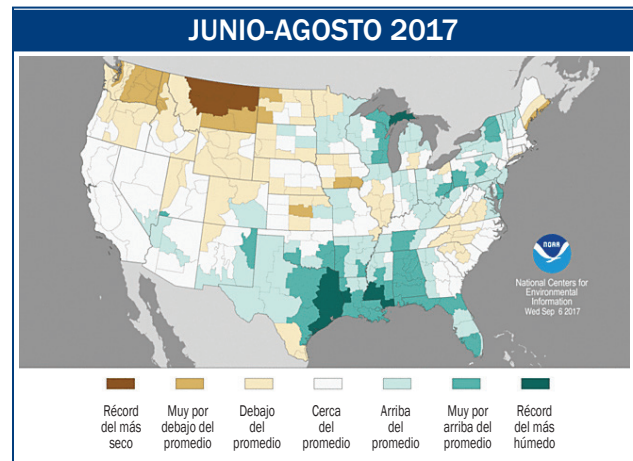 JUNIO-AGOSTO 2017
NOAA
National Centers for
Environmental
Information
Wed Sep 6 2017
Récord
del más
seco
Muy por
debajo del
promedio
Debajo
del
promedio
Cerca
del
promedio
Arriba
del
promedio
Muy por
arriba del
promedio
Récord
del más
húmedo